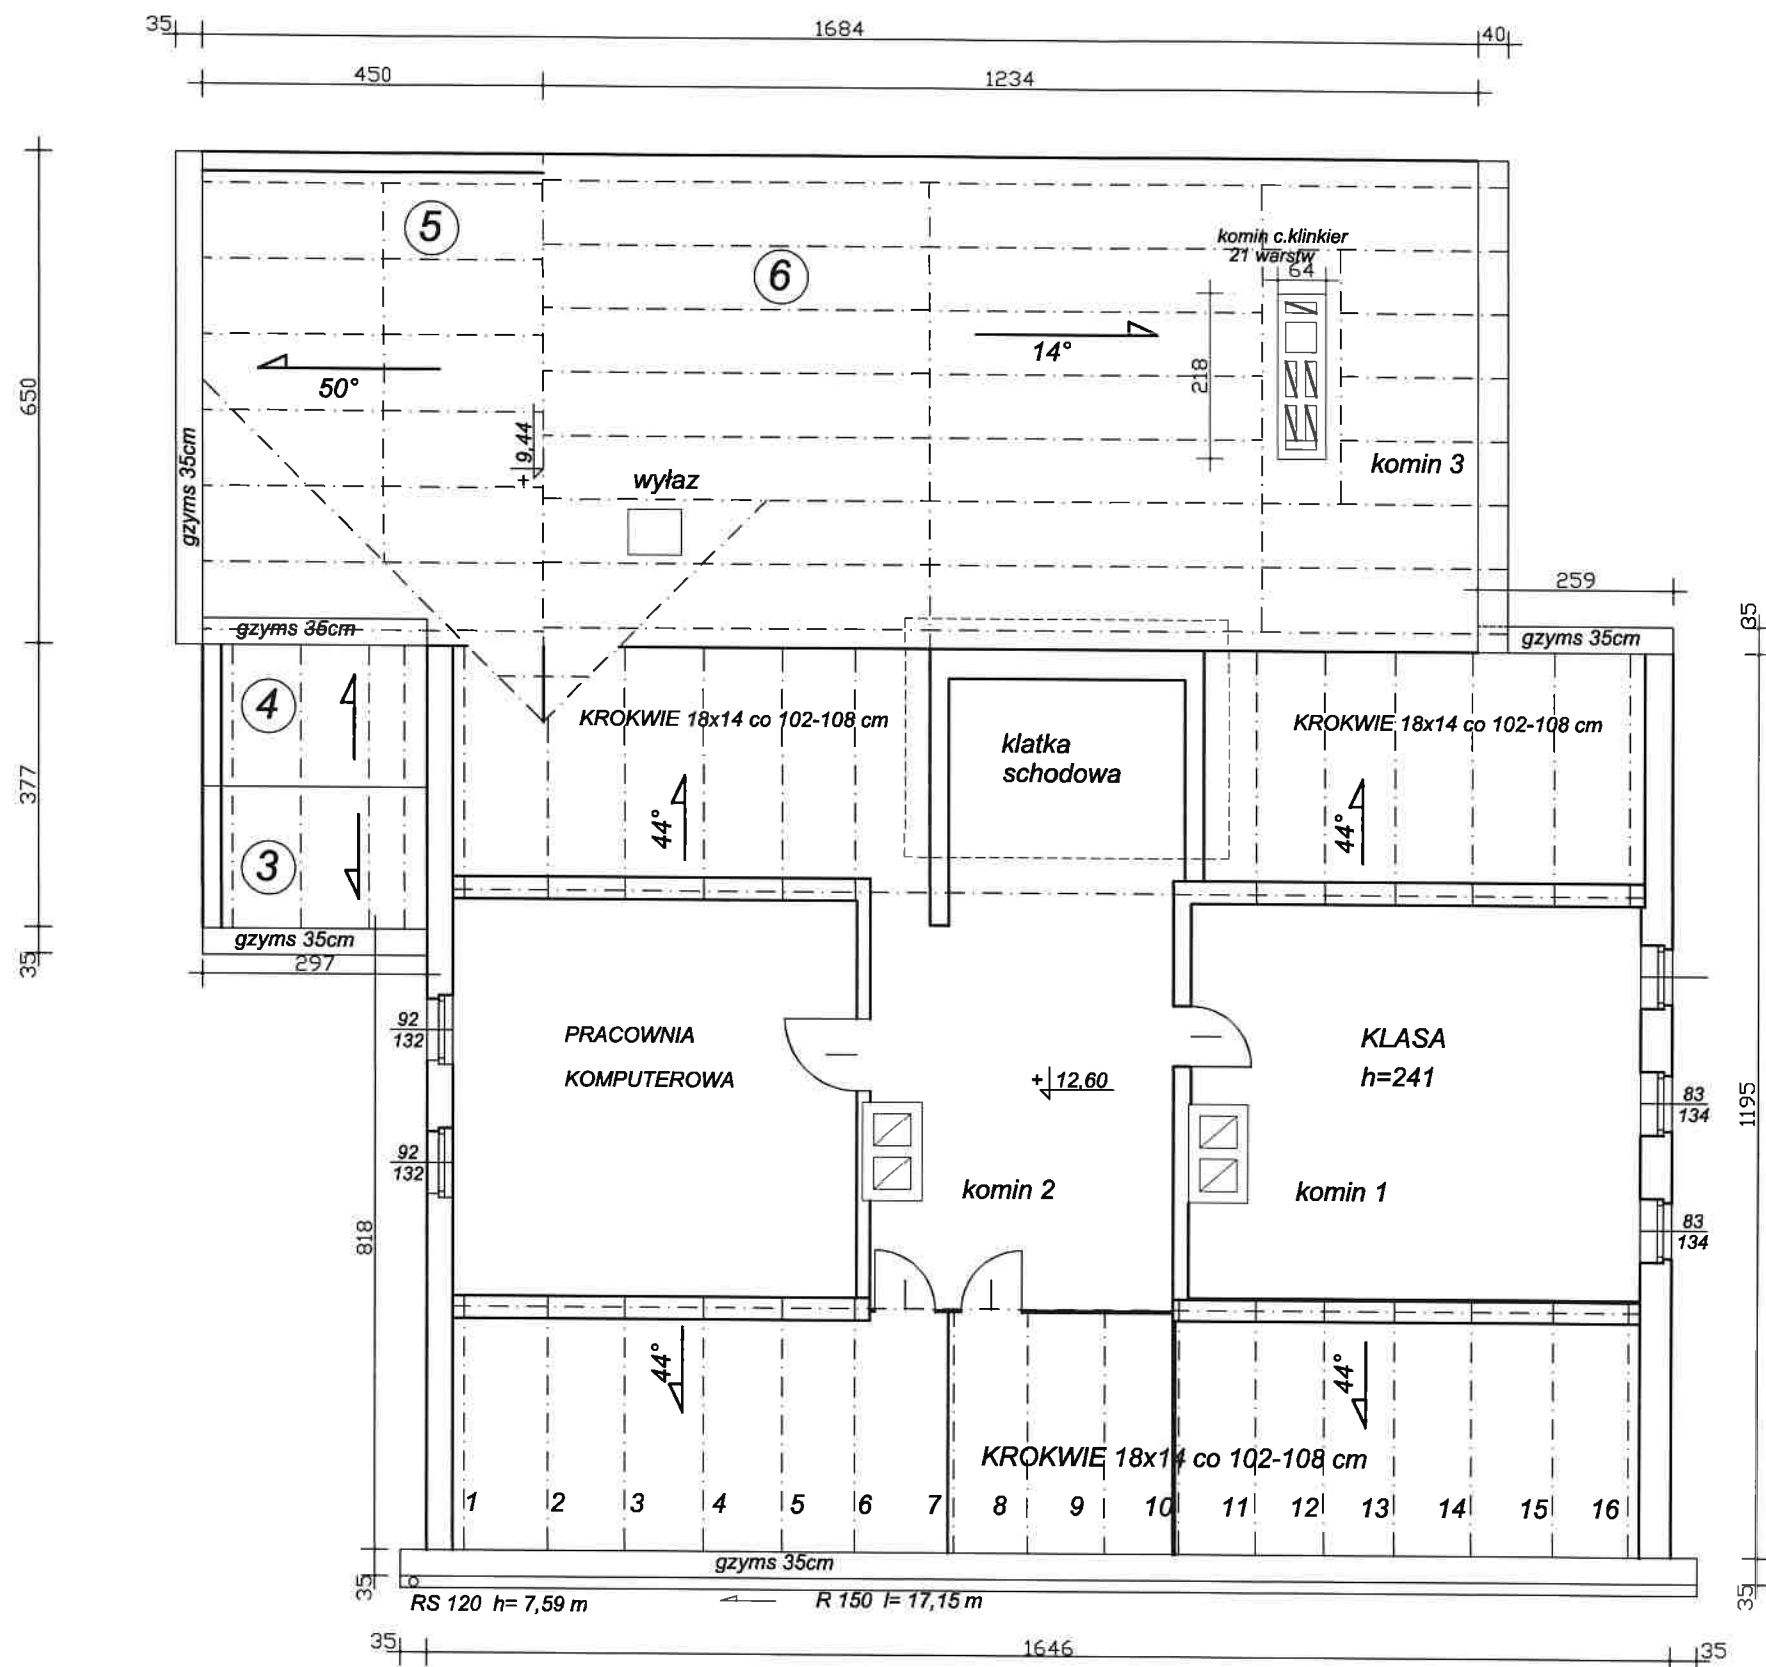 35
1684
40
450
1234
5
6
komin c.klinkier
21 warstw
64
14°
218
50°
650
+ 9,44
wyłaz
komin 3
gzyms 35cm
259
35
gzyms 35cm
gzyms 35cm
4
KROKWIE 18x14 co 102-108 cm
KROKWIE 18x14 co 102-108 cm
klatka
schodowa
377
44°
44°
3
gzyms 35cm
35
297
92
132
PRACOWNIA
KOMPUTEROWA
KLASA
h=241
+ 12,60
83
134
1195
92
132
komin 2
komin 1
83
134
818
44°
44°
KROKWIE 18x14 co 102-108 cm
1 2 3 4 5 6 7 8 9 10 11 12 13 14 15 16
gzyms 35cm
35
RS 120 h= 7,59 m
R 150 l= 17,15 m
35
35
1646
35